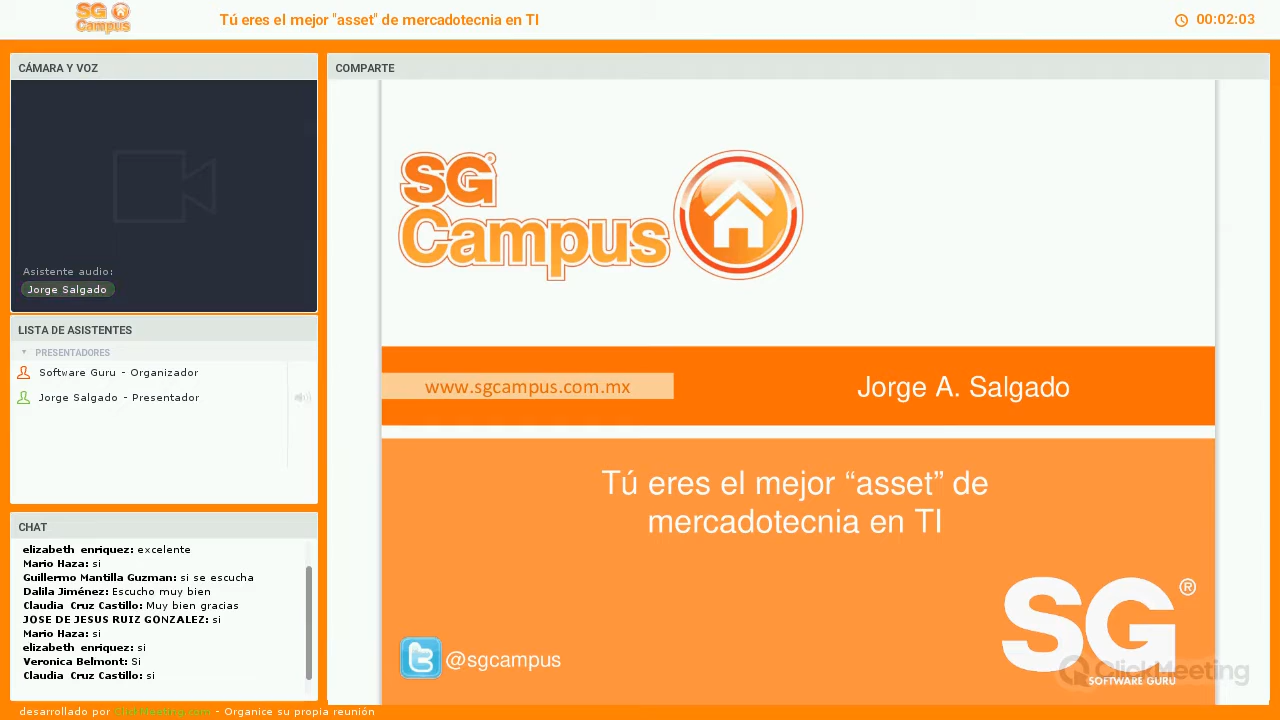 SG
Campus
Tú eres el mejor "asset" de mercadotecnia en TI
00:02:03
CÁMARA Y VOZ
Asistente audio:
Jorge Salgado
LISTA DE ASISTENTES
PRESENTADORES
Software Guru - Organizador
Jorge Salgado - Presentador
CHAT
elizabeth enriquez: excelente
Mario Haza: si
Guillermo Mantilla Guzman: si se escucha
Dalila Jiménez: Escucho muy bien
Claudia Cruz Castillo: Muy bien gracias
JOSE DE JESUS RUIZ GONZALEZ: si
Mario Haza: si
elizabeth enriquez: si
Veronica Belmont: Si
Claudia Cruz Castillo: si
COMPARTE
SG®
Campus
www.sgcampus.com.mx
Jorge A. Salgado
Tú eres el mejor “asset” de
mercadotecnia en TI
@sgcampus
SG®
SOFTWARE GURU
ClickMeeting
desarrollado por ClickMeeting.com - Organice su propia reunión